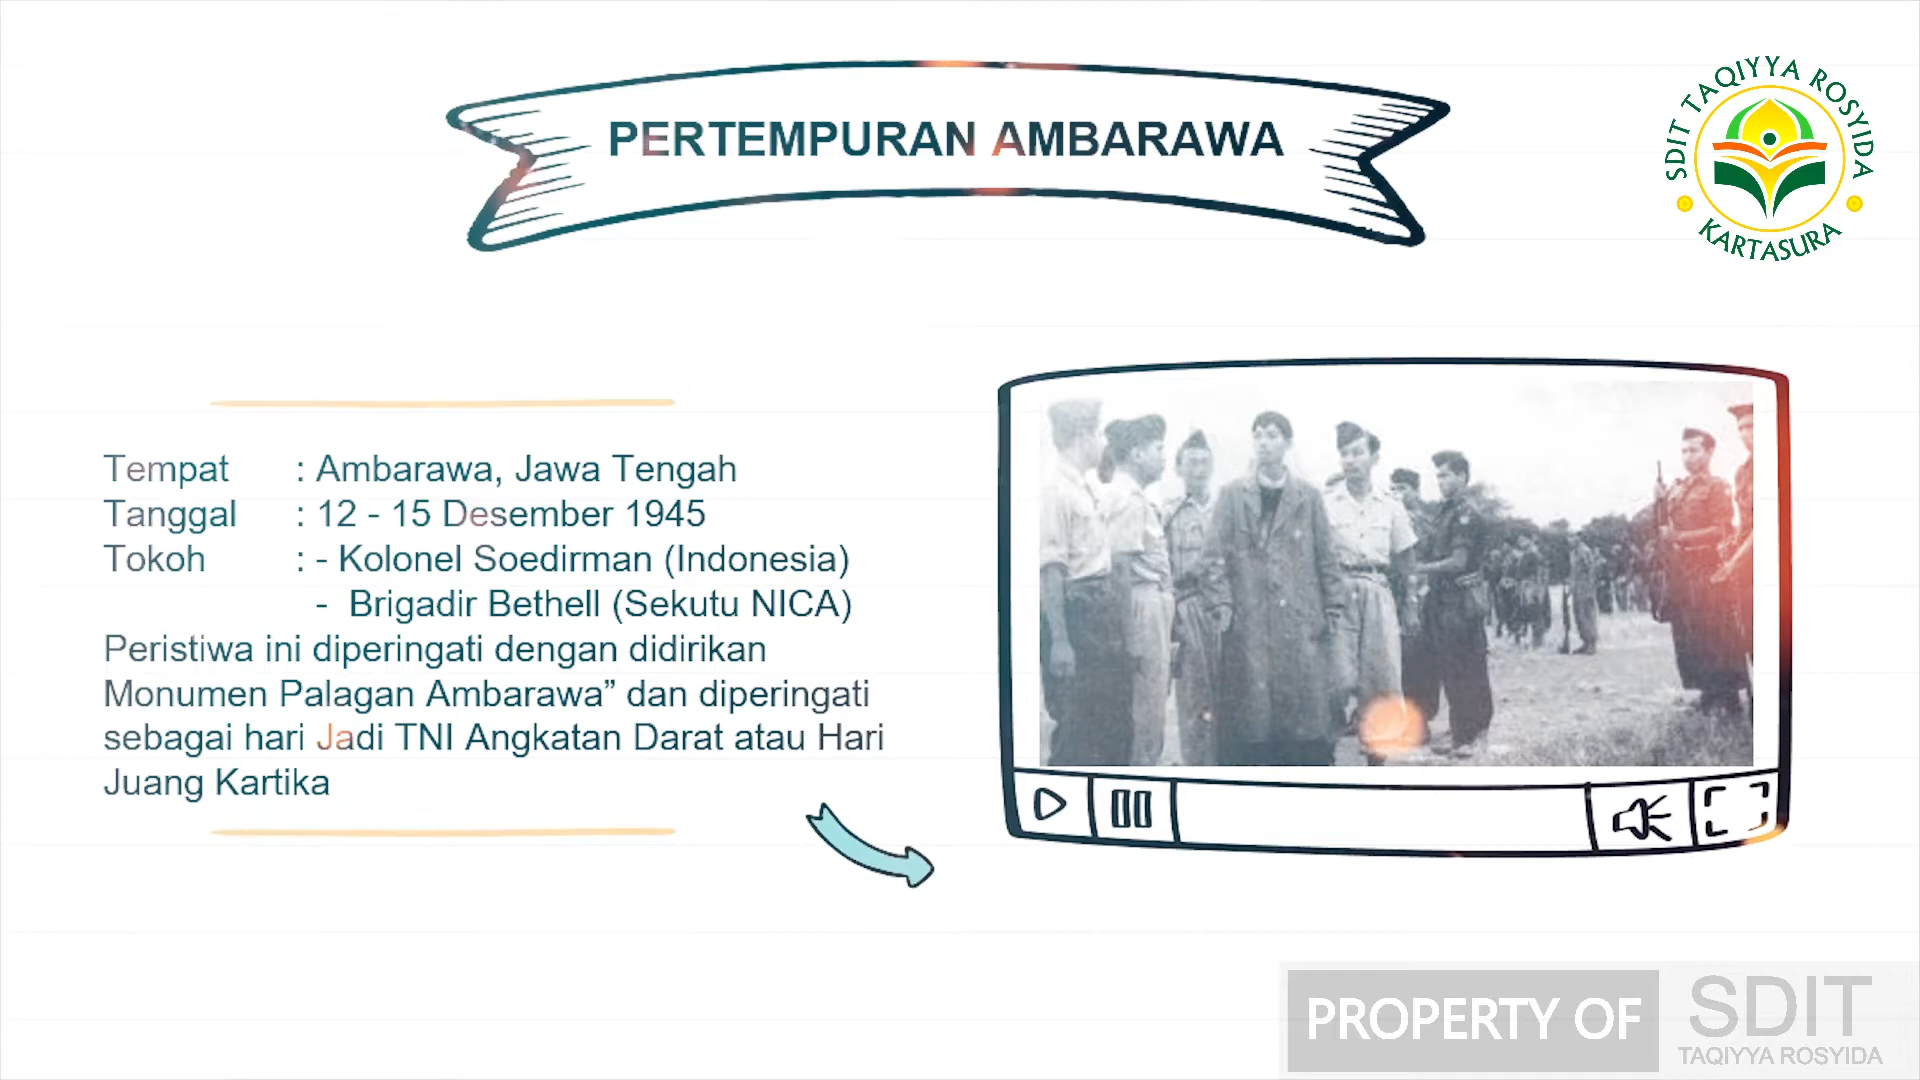 PERTEMPURAN AMBARAWA
SDIT TAQIYYA ROSYIDA
KARTASURA
Tempat : Ambarawa, Jawa Tengah
Tanggal : 12 - 15 Desember 1945
Tokoh : - Kolonel Soedirman (Indonesia)
- Brigadir Bethell (Sekutu NICA)
Peristiwa ini diperingati dengan didirikan
Monumen Palagan Ambarawa” dan diperingati
sebagai hari Jadi TNI Angkatan Darat atau Hari
Juang Kartika
PROPERTY OF
SDIT
TAQIYYA ROSYIDA